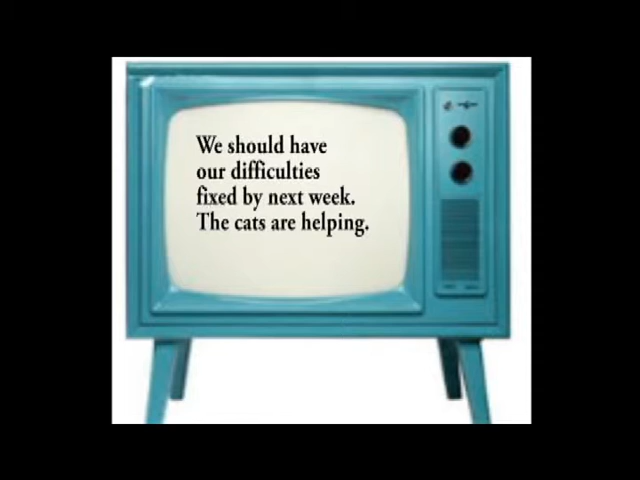 We should have
our difficulties
fixed by next week.
The cats are helping.